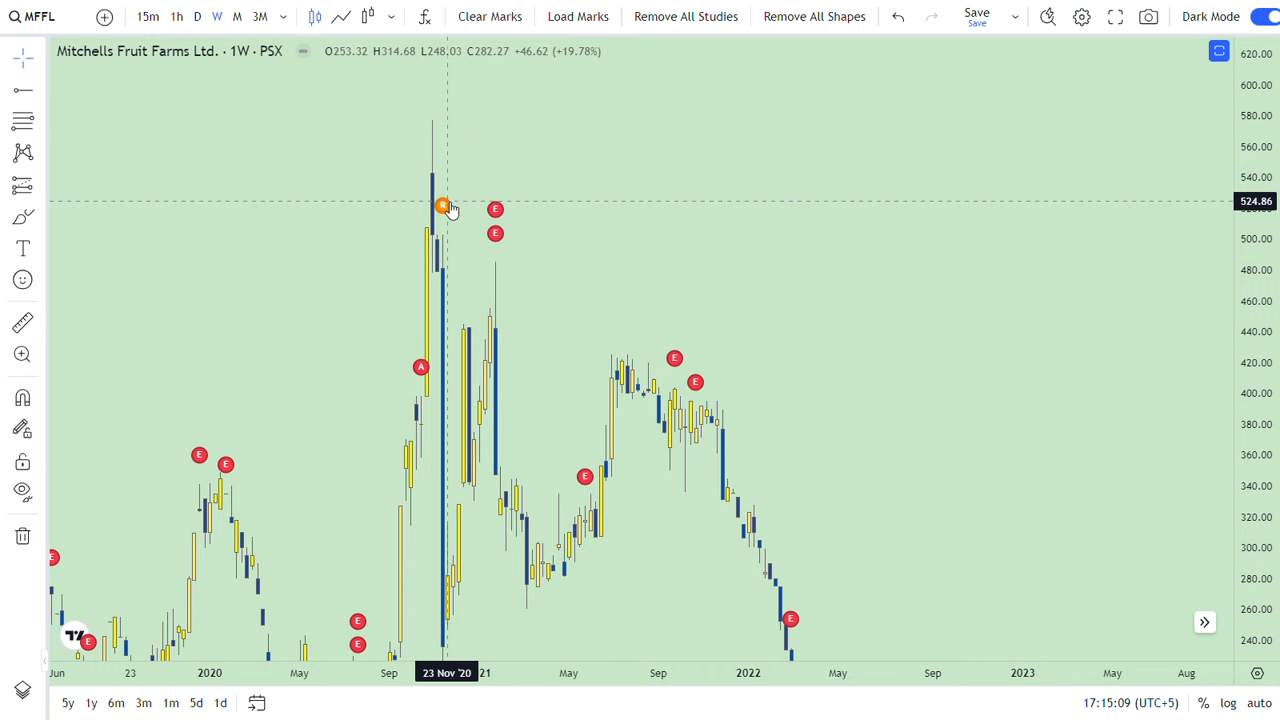 MFFL 15m 1h D W M 3M Clear Marks Load Marks Remove All Studies Remove All Shapes Save Save Dark Mode
Mitchells Fruit Farms Ltd. · 1W · PSX O253.32 H314.68 L248.03 C282.27 +46.62 (+19.78%)
620.00
600.00
580.00
560.00
540.00
524.86
500.00
480.00
460.00
440.00
420.00
400.00
380.00
360.00
340.00
320.00
300.00
280.00
260.00
240.00
R
E
E
A
E
E
E
E
E
E
E
E
E
E
E
Jun 23 2020 May Sep 23 Nov '20 21 May Sep 2022 May Sep 2023 May Aug
5y 1y 6m 3m 1m 5d 1d 17:15:09 (UTC+5) % log auto